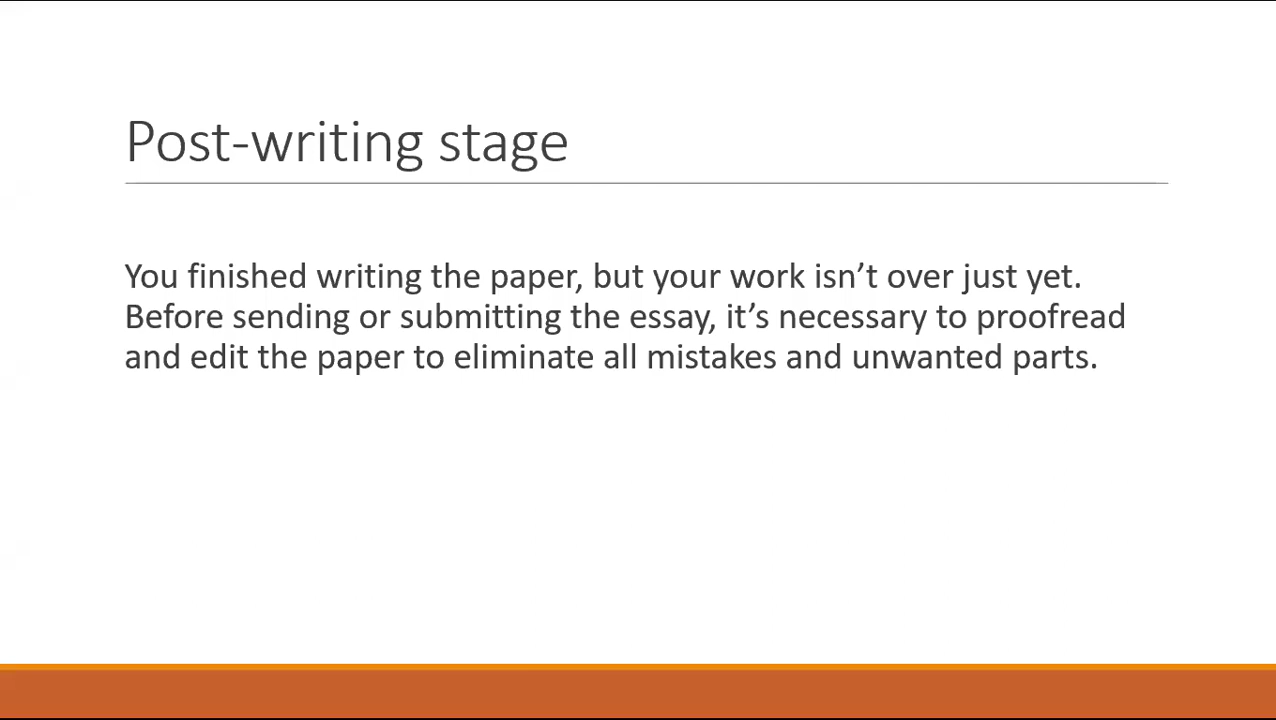 Post-writing stage
You finished writing the paper, but your work isn’t over just yet.
Before sending or submitting the essay, it’s necessary to proofread
and edit the paper to eliminate all mistakes and unwanted parts.